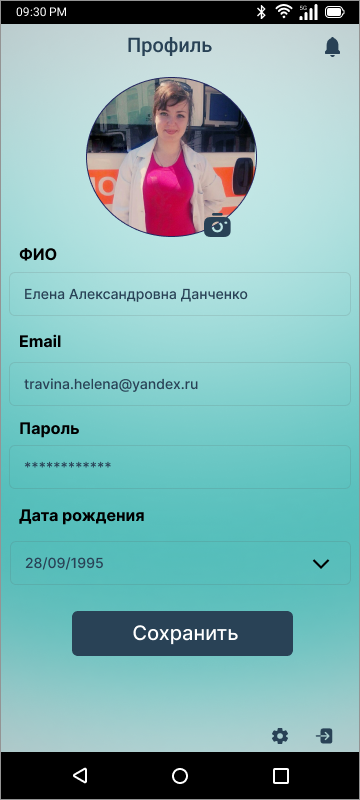 09:30 PM
5G
Профиль
ФИО
Елена Александровна Данченко
Email
travina.helena@yandex.ru
Пароль
************
Дата рождения
28/09/1995
Сохранить